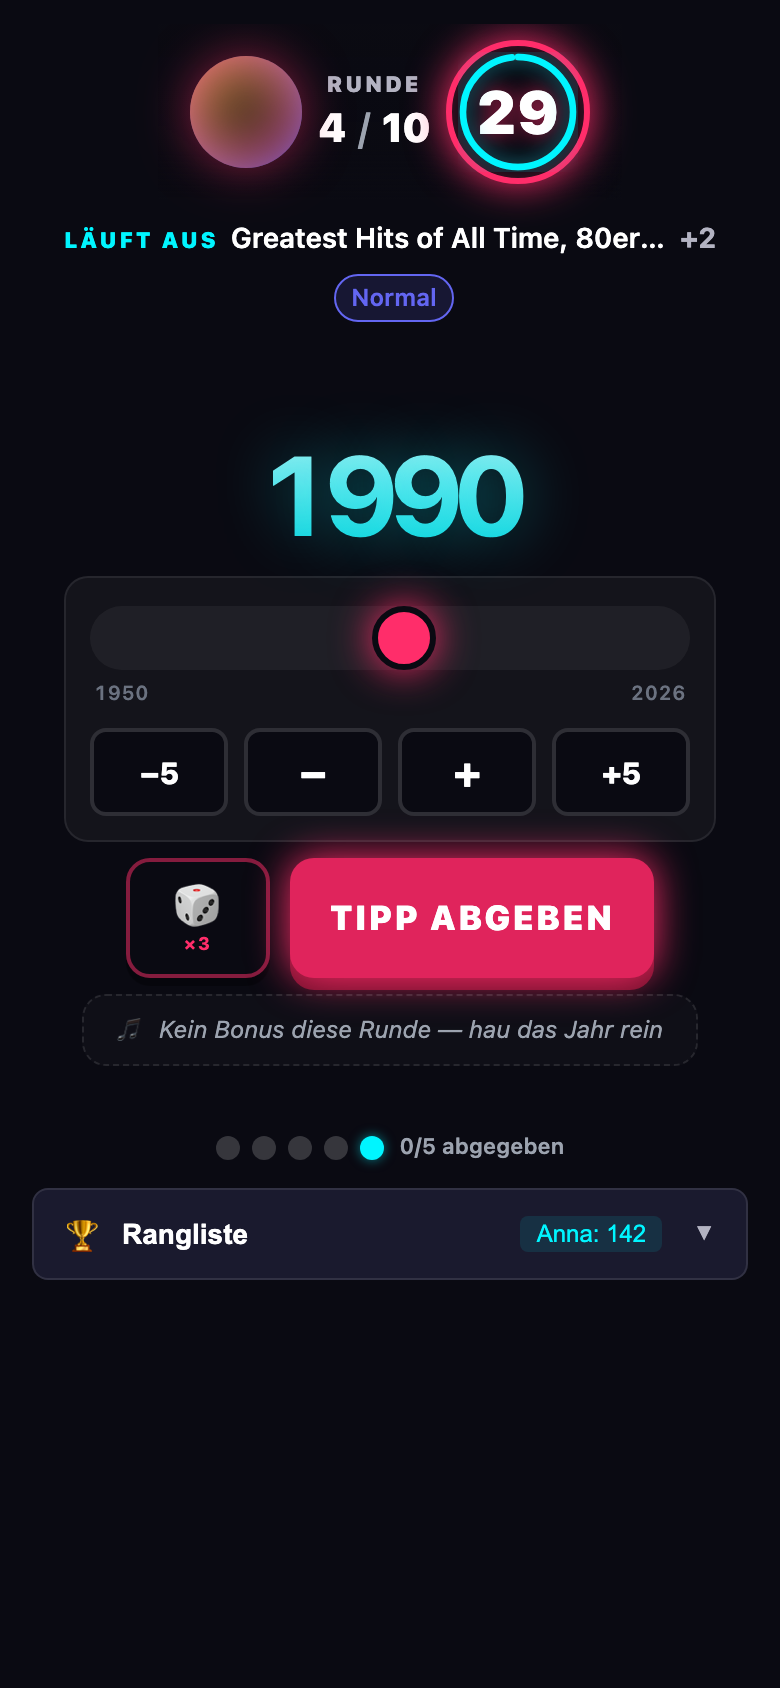 RUNDE
4 / 10
29
LÄUFT AUS Greatest Hits of All Time, 80er... +2
Normal
1990
1950 2026
−5 − + +5
×3
TIPP ABGEBEN
Kein Bonus diese Runde — hau das Jahr rein
0/5 abgegeben
Rangliste Anna: 142 ▼